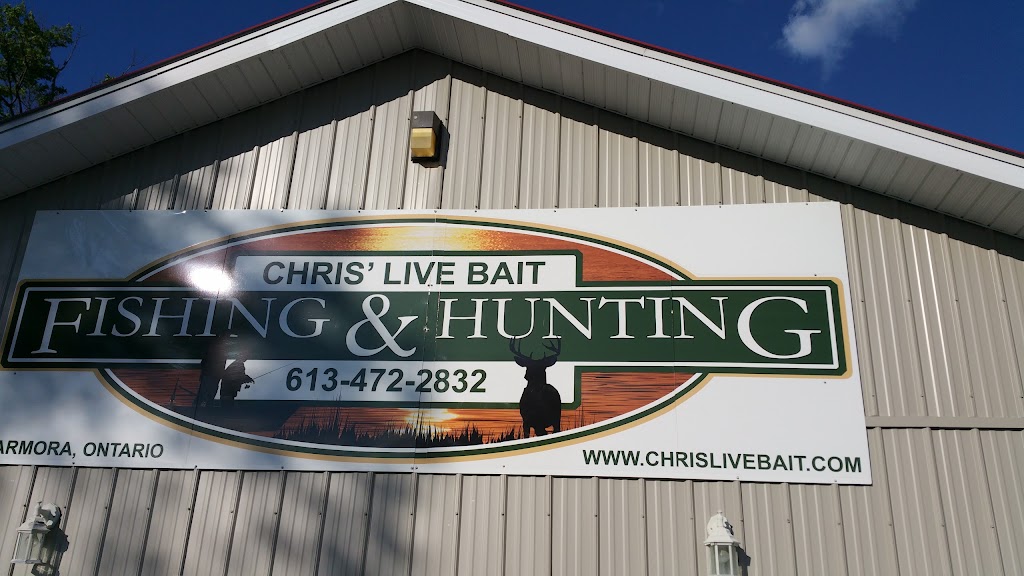 CHRIS' LIVE BAIT
FISHING & HUNTING
613-472-2832
ARMORA, ONTARIO
WWW.CHRISLIVEBAIT.COM